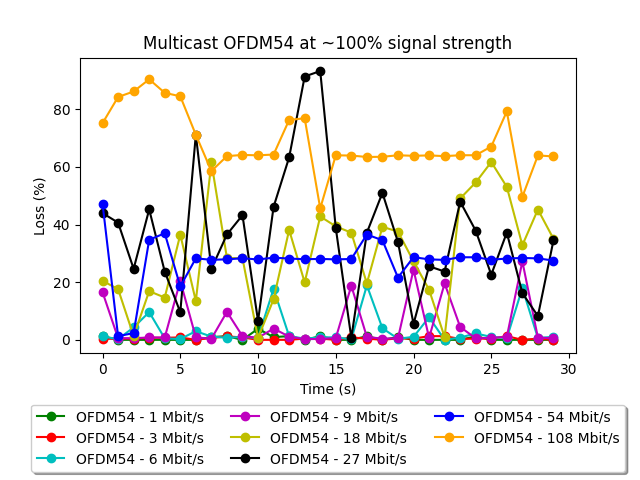 Multicast OFDM54 at ~100% signal strength
Loss (%)
80
60
40
20
0
0 5 10 15 20 25 30
Time (s)
OFDM54 - 1 Mbit/s
OFDM54 - 3 Mbit/s
OFDM54 - 6 Mbit/s
OFDM54 - 9 Mbit/s
OFDM54 - 18 Mbit/s
OFDM54 - 27 Mbit/s
OFDM54 - 54 Mbit/s
OFDM54 - 108 Mbit/s